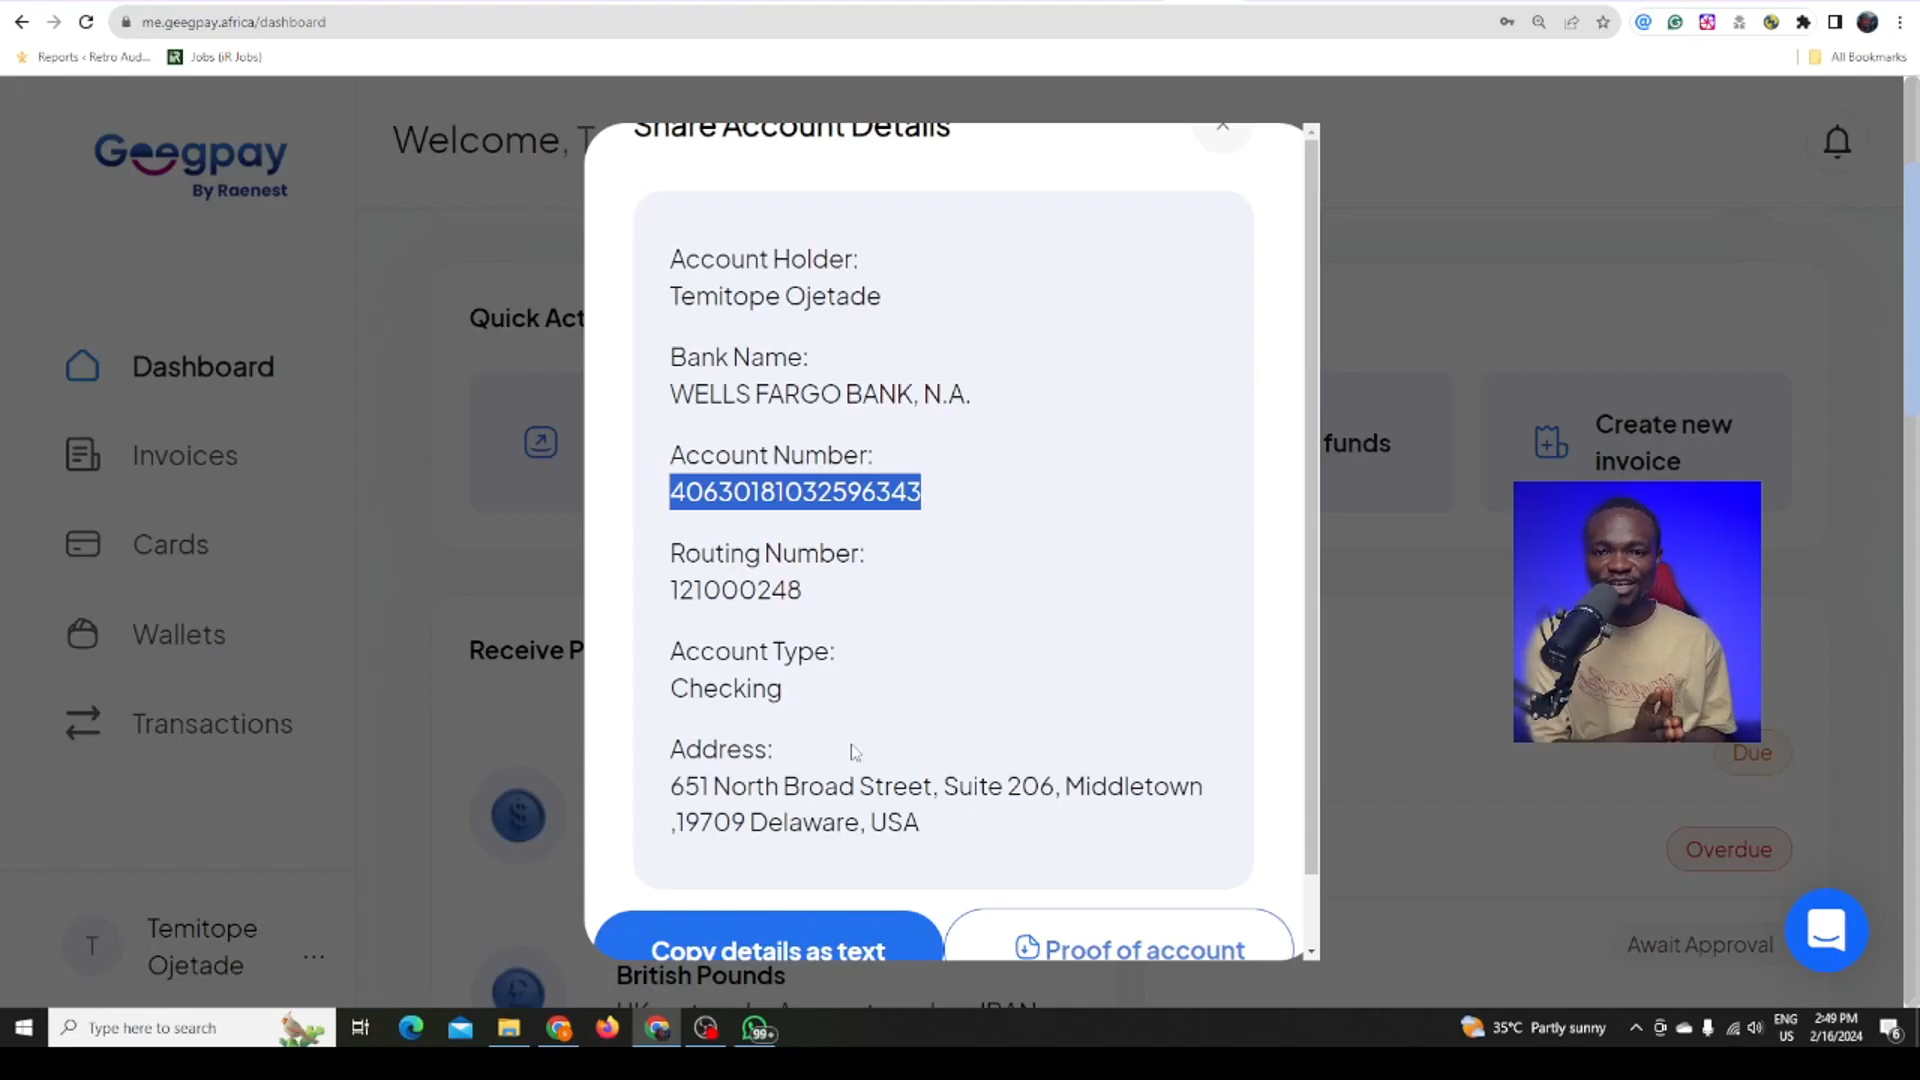 me.geegpay.africa/dashboard
Reports ‹ Retro Aud...
Jobs (iR Jobs)
All Bookmarks
Geegpay
By Raenest
Welcome, T
Share Account Details
Quick Act
Account Holder:
Temitope Ojetade
Bank Name:
WELLS FARGO BANK, N.A.
Account Number:
40630181032596343
Routing Number:
121000248
Account Type:
Checking
Address:
651 North Broad Street, Suite 206, Middletown
,19709 Delaware, USA
Copy details as text
Proof of account
Dashboard
Invoices
Cards
Wallets
Transactions
T
Temitope
Ojetade
...
funds
Create new
invoice
Receive P
Due
Overdue
Await Approval
British Pounds
Type here to search
99+
35°C Partly sunny
ENG
US
2:49 PM
2/16/2024
6